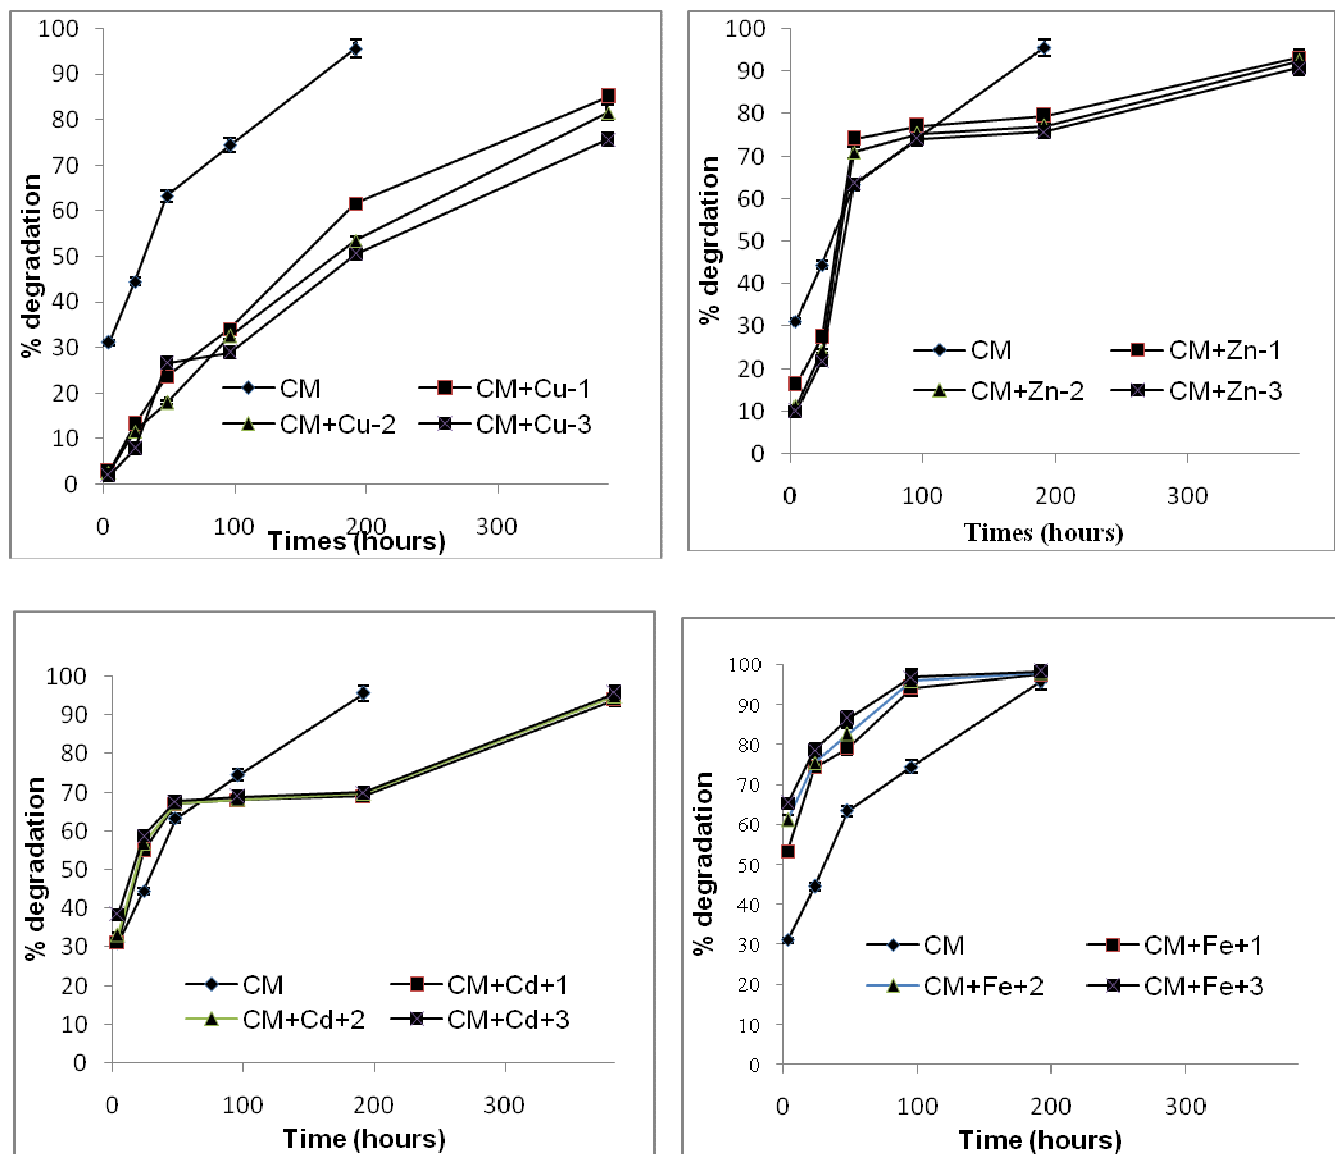 100
90
80
70
60
50
40
30
20
10
0
% degradation
CM CM+Cu-1
CM+Cu-2 CM+Cu-3
0 100 200 300
Times (hours)
100
90
80
70
60
50
40
30
20
10
0
% degrdation
CM CM+Zn-1
CM+Zn-2 CM+Zn-3
0 100 200 300
Times (hours)
100
90
80
70
60
50
40
30
20
10
0
% degradation
CM CM+Cd+1
CM+Cd+2 CM+Cd+3
0 100 200 300
Time (hours)
100
90
80
70
60
50
40
30
20
10
0
% degradation
CM CM+Fe+1
CM+Fe+2 CM+Fe+3
0 100 200 300
Time (hours)